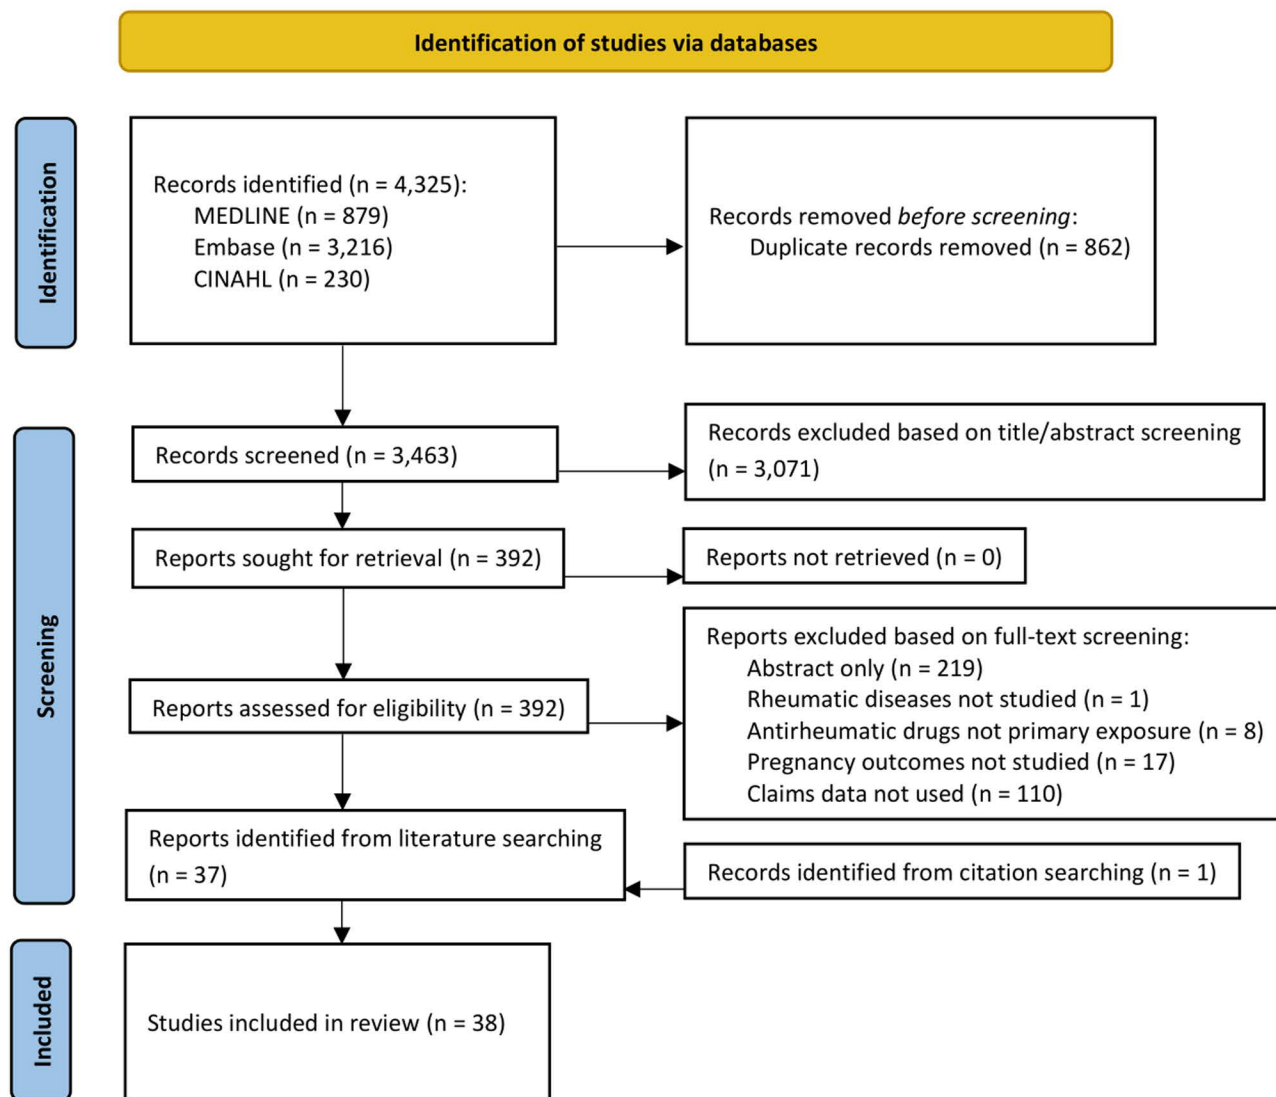 Identification of studies via databases
Identification
Records identified (n = 4,325):
MEDLINE (n = 879)
Embase (n = 3,216)
CINAHL (n = 230)
Records removed before screening:
Duplicate records removed (n = 862)
Screening
Records screened (n = 3,463)
Records excluded based on title/abstract screening
(n = 3,071)
Reports sought for retrieval (n = 392)
Reports not retrieved (n = 0)
Reports assessed for eligibility (n = 392)
Reports excluded based on full-text screening:
Abstract only (n = 219)
Rheumatic diseases not studied (n = 1)
Antirheumatic drugs not primary exposure (n = 8)
Pregnancy outcomes not studied (n = 17)
Claims data not used (n = 110)
Reports identified from literature searching
(n = 37)
Records identified from citation searching (n = 1)
Included
Studies included in review (n = 38)